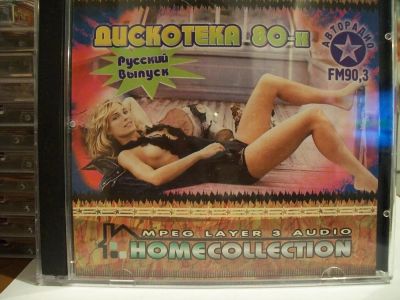 ДИСКОТЕКА 80-Х
Русский
Выпуск
АВТОРАДИО
FM90,3
MPEG LAYER 3 AUDIO
HOMECOLLECTION